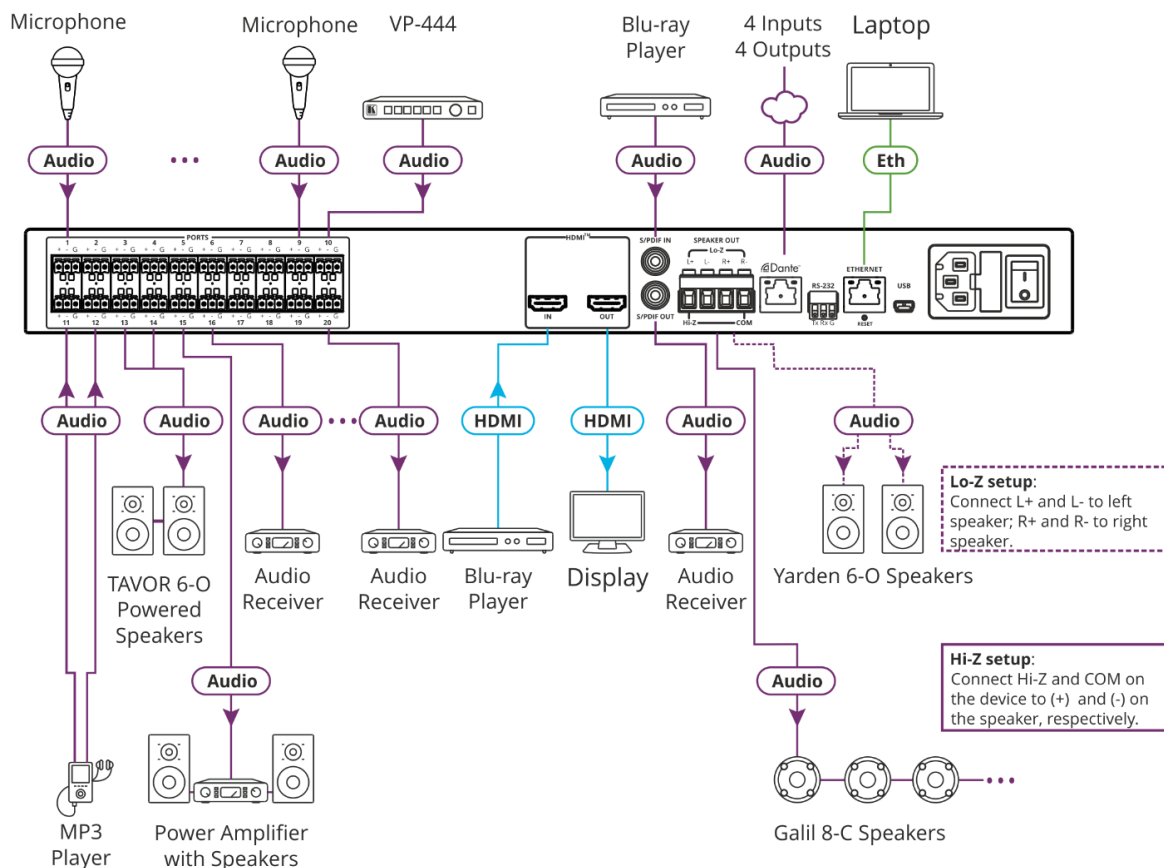 Microphone
Microphone
VP-444
Blu-ray
Player
4 Inputs
4 Outputs
Laptop
Audio
Audio
Audio
Audio
Audio
Eth
PORTS
1 2 3 4 5 6 7 8 9 10
+ - G + - G + - G + - G + - G + - G + - G + - G + - G + - G
11 12 13 14 15 16 17 18 19 20
HDMI™
IN
OUT
S/PDIF IN
S/PDIF OUT
SPEAKER OUT
Lo-Z
L+ L- R+ R-
Hi-Z COM
Dante™
RS-232
Tx Rx G
ETHERNET
RESET
USB
Audio
Audio
Audio
Audio
HDMI
HDMI
Audio
Audio
TAVOR 6-O
Powered
Speakers
Audio
Receiver
Audio
Receiver
Blu-ray
Player
Display
Audio
Receiver
Yarden 6-O Speakers
Lo-Z setup:
Connect L+ and L- to left
speaker; R+ and R- to right
speaker.
Audio
Audio
Hi-Z setup:
Connect Hi-Z and COM on
the device to (+) and (-) on
the speaker, respectively.
MP3
Player
Power Amplifier
with Speakers
Galil 8-C Speakers